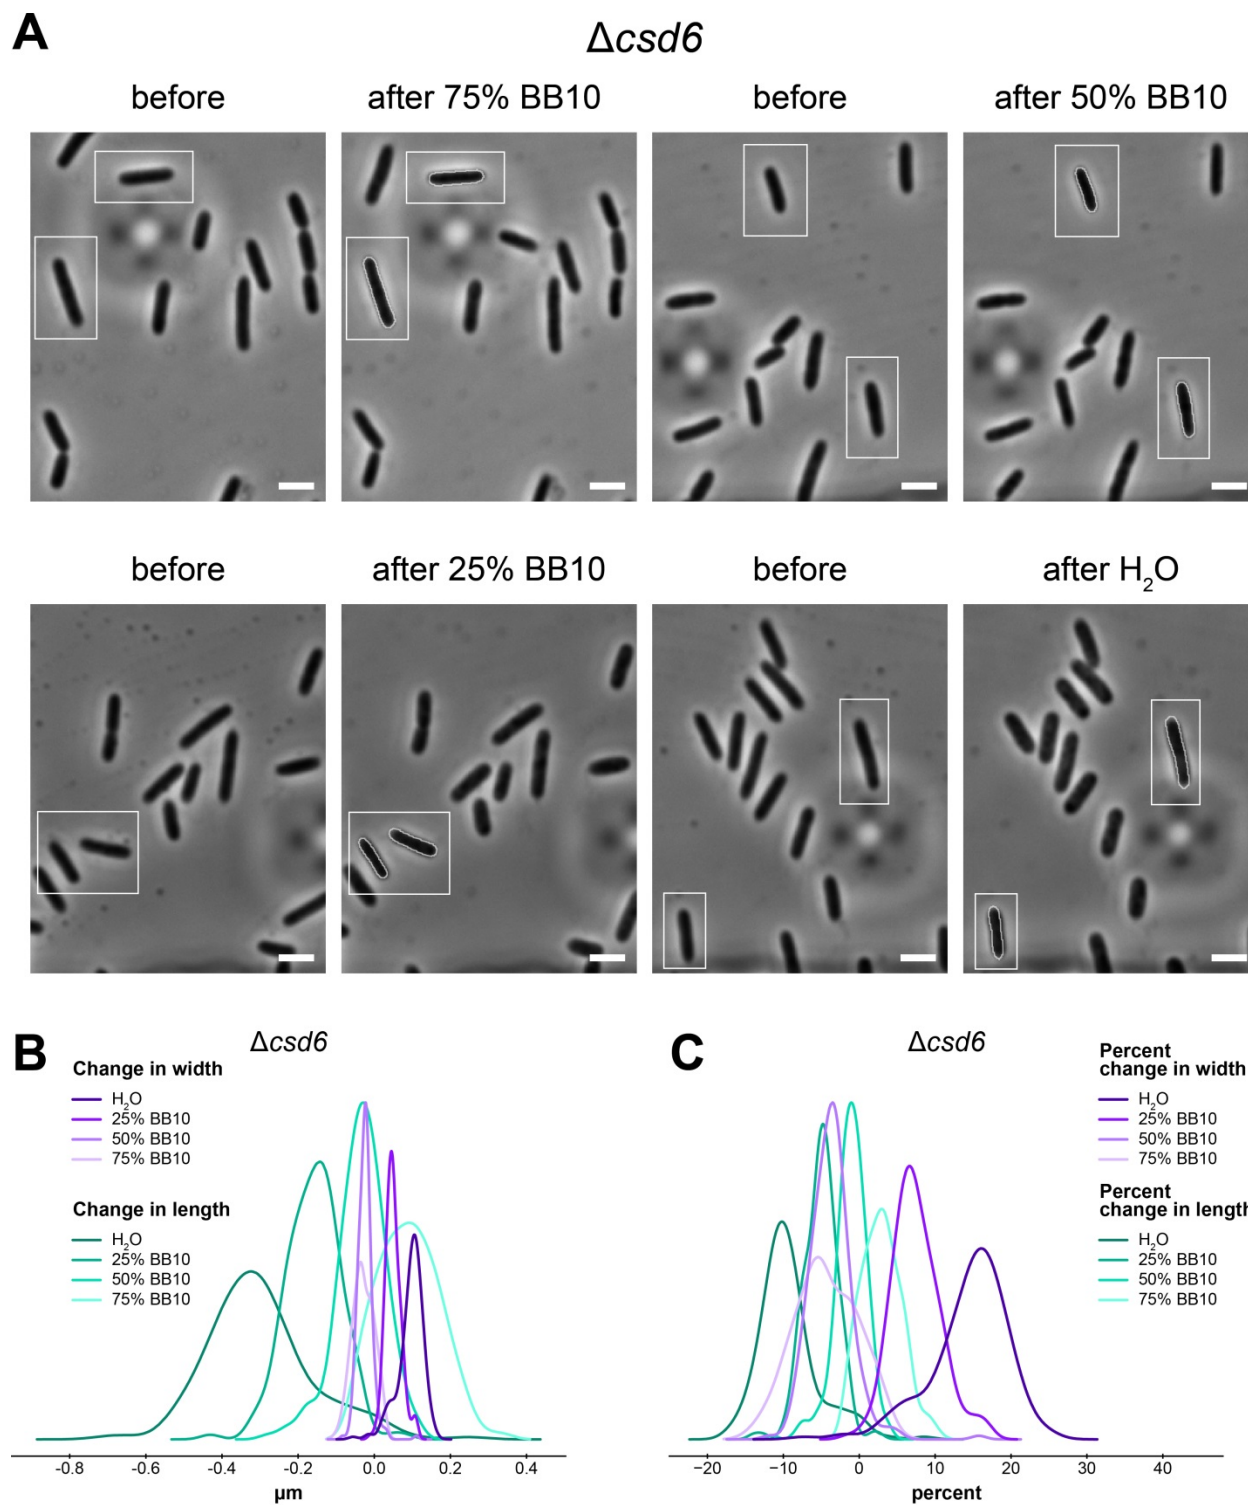 A
Δcsd6
before
after 75% BB10
before
after 50% BB10
before
after 25% BB10
before
after H₂O
B
Δcsd6
Change in width
H₂O
25% BB10
50% BB10
75% BB10
Change in length
H₂O
25% BB10
50% BB10
75% BB10
-0.8
-0.6
-0.4
-0.2
0.0
0.2
0.4
µm
C
Δcsd6
Percent
change in width
H₂O
25% BB10
50% BB10
75% BB10
Percent
change in length
H₂O
25% BB10
50% BB10
75% BB10
−20
−10
0
10
20
30
40
percent